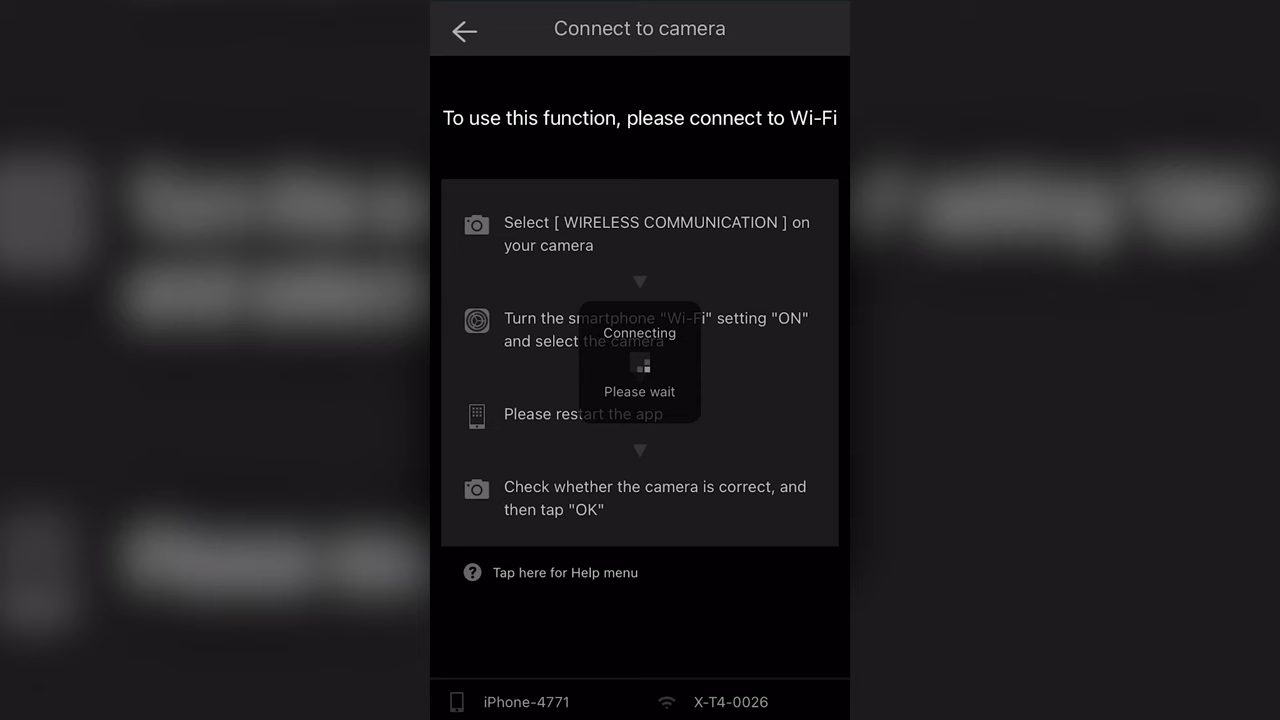 Connect to camera
To use this function, please connect to Wi-Fi
Select [ WIRELESS COMMUNICATION ] on
your camera
Turn the smartphone "Wi-Fi" setting "ON"
and select the camera
Connecting
Please wait
Please restart the app
Check whether the camera is correct, and
then tap "OK"
? Tap here for Help menu
iPhone-4771
X-T4-0026